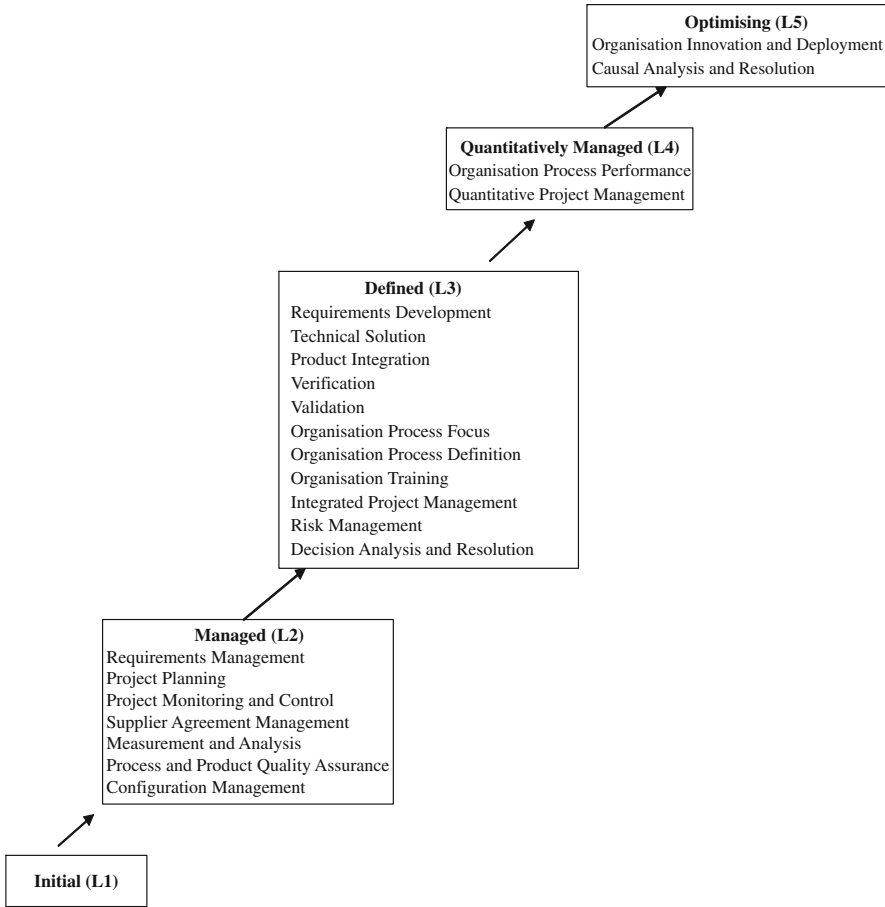 Optimising (L5)
Organisation Innovation and Deployment
Causal Analysis and Resolution
Quantitatively Managed (L4)
Organisation Process Performance
Quantitative Project Management
Defined (L3)
Requirements Development
Technical Solution
Product Integration
Verification
Validation
Organisation Process Focus
Organisation Process Definition
Organisation Training
Integrated Project Management
Risk Management
Decision Analysis and Resolution
Managed (L2)
Requirements Management
Project Planning
Project Monitoring and Control
Supplier Agreement Management
Measurement and Analysis
Process and Product Quality Assurance
Configuration Management
Initial (L1)